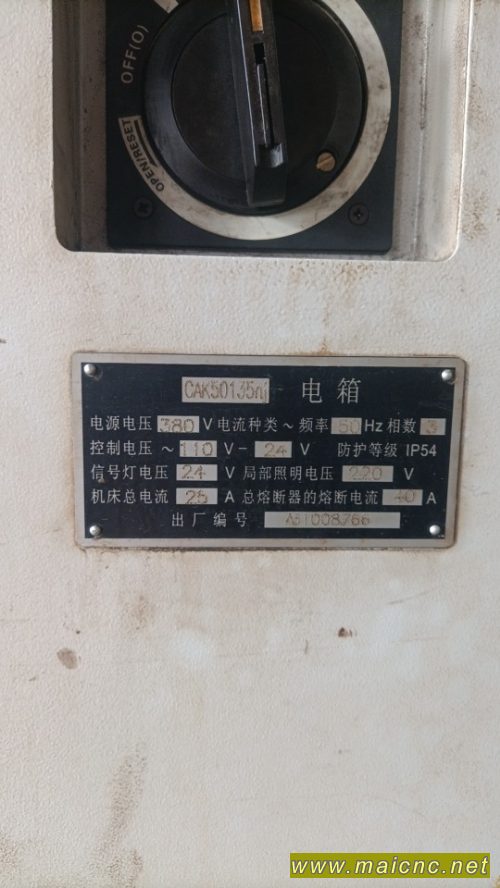 OFF(O)
OPEN/RESET
CAK50135nj 电箱
电源电压 380 V 电流种类 ~ 频率 50 Hz 相数 3
控制电压 ~ 110 V - 24 V 防护等级 IP54
信号灯电压 24 V 局部照明电压 220 V
机床总电流 25 A 总熔断器的熔断电流 40 A
出厂编号
www.maicnc.net